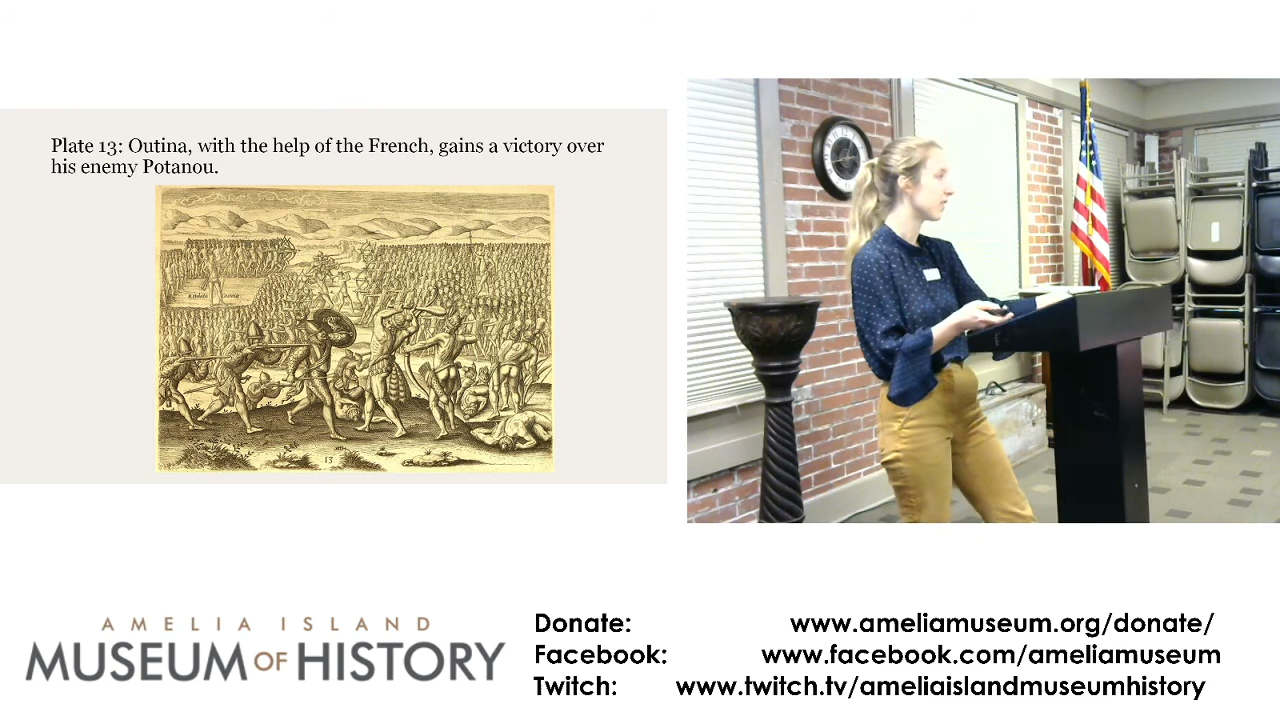 Plate 13: Outina, with the help of the French, gains a victory over
his enemy Potanou.
13
AMELIA ISLAND
MUSEUM OF HISTORY
Donate: www.ameliamuseum.org/donate/
Facebook: www.facebook.com/ameliamuseum
Twitch: www.twitch.tv/ameliaislandmuseumhistory